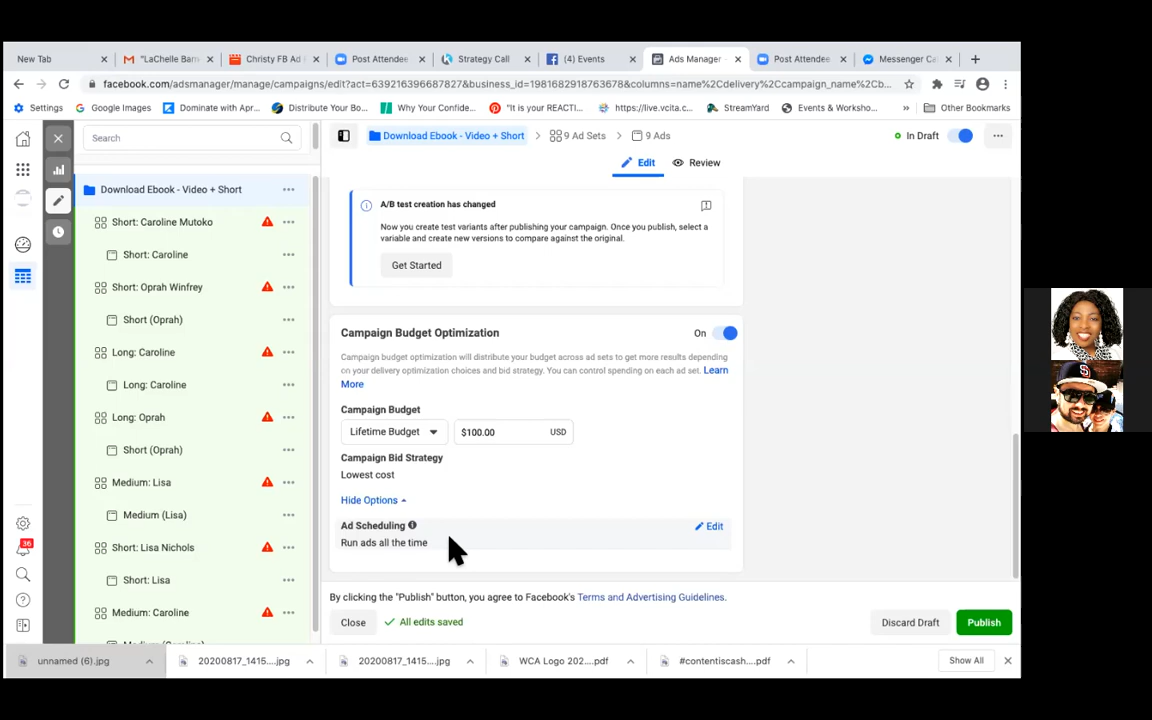 New Tab
"LaChelle Barn
Christy FB Ad
Post Attendee
Strategy Call
(4) Events
Ads Manager
Post Attendee
Messenger Ca
facebook.com/adsmanager/manage/campaigns/edit?act=639216396687827&business_id=1981682918763678&columns=name%2Cdelivery%2Ccampaign_name%2Cb...
Settings
Google Images
Dominate with Apr...
Distribute Your Bo...
Why Your Confide...
"It is your REACTI...
https://live.vcita.c...
StreamYard
Events & Worksho...
»
Other Bookmarks
Search
Download Ebook - Video + Short
9 Ad Sets
9 Ads
In Draft
Edit
Review
Download Ebook - Video + Short
Short: Caroline Mutoko
Short: Caroline
Short: Oprah Winfrey
Short (Oprah)
Long: Caroline
Long: Caroline
Long: Oprah
Short (Oprah)
Medium: Lisa
Medium (Lisa)
Short: Lisa Nichols
Short: Lisa
Medium: Caroline
36
A/B test creation has changed
Now you create test variants after publishing your campaign. Once you publish, select a
variable and create new versions to compare against the original.
Get Started
Campaign Budget Optimization
On
Campaign budget optimization will distribute your budget across ad sets to get more results depending
on your delivery optimization choices and bid strategy. You can control spending on each ad set. Learn
More
Campaign Budget
Lifetime Budget
$100.00
USD
Campaign Bid Strategy
Lowest cost
Hide Options
Ad Scheduling
Edit
Run ads all the time
By clicking the "Publish" button, you agree to Facebook's Terms and Advertising Guidelines.
Close
All edits saved
Discard Draft
Publish
unnamed (6).jpg
20200817_1415....jpg
20200817_1415....jpg
WCA Logo 202....pdf
#contentiscash....pdf
Show All